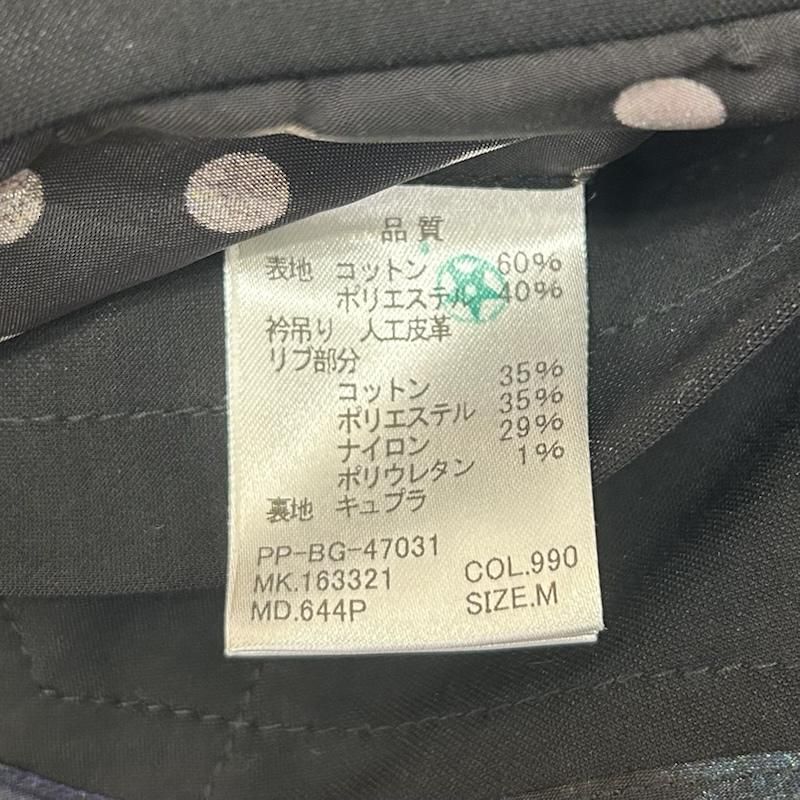 品質
表地 コットン 60%
ポリエステル 40%
衿吊り 人工皮革
リブ部分
コットン 35%
ポリエステル 35%
ナイロン 29%
ポリウレタン 1%
裏地 キュプラ
PP-BG-47031
MK.163321 COL.990
MD.644P SIZE.M